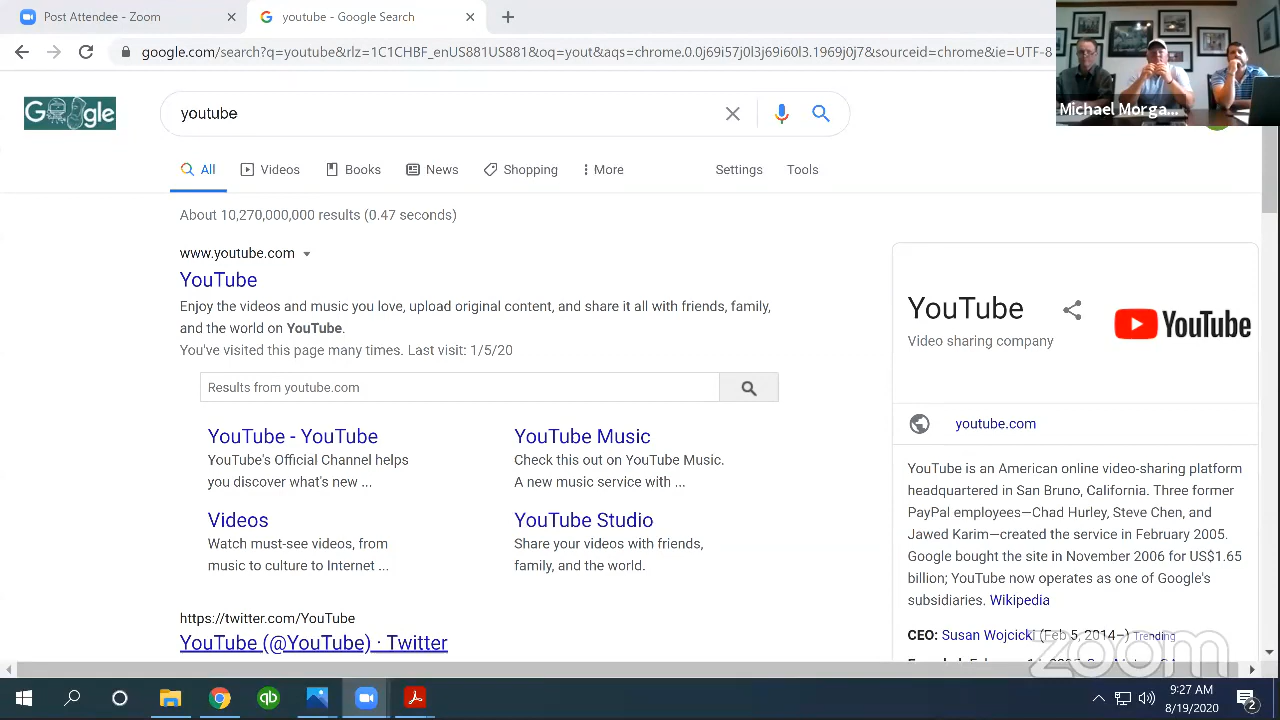 Post Attendee - Zoom
youtube - Google Search
google.com/search?q=youtube&rlz=1C1CHBF_enUS881US881&oq=yout&aqs=chrome.0.0j69i57j0l3j69i60l3.1969j0j7&sourceid=chrome&ie=UTF-8
Michael Morga...
Google
youtube
All
Videos
Books
News
Shopping
More
Settings
Tools
About 10,270,000,000 results (0.47 seconds)
www.youtube.com
YouTube
Enjoy the videos and music you love, upload original content, and share it all with friends, family,
and the world on YouTube.
You've visited this page many times. Last visit: 1/5/20
Results from youtube.com
YouTube - YouTube
YouTube's Official Channel helps
you discover what's new ...
YouTube Music
Check this out on YouTube Music.
A new music service with ...
Videos
Watch must-see videos, from
music to culture to Internet ...
YouTube Studio
Share your videos with friends,
family, and the world.
https://twitter.com/YouTube
YouTube (@YouTube) · Twitter
YouTube
Video sharing company
YouTube
youtube.com
YouTube is an American online video-sharing platform
headquartered in San Bruno, California. Three former
PayPal employees—Chad Hurley, Steve Chen, and
Jawed Karim—created the service in February 2005.
Google bought the site in November 2006 for US$1.65
billion; YouTube now operates as one of Google's
subsidiaries. Wikipedia
CEO: Susan Wojcicki (Feb 5, 2014–) Trending
zoom
qb
9:27 AM
8/19/2020
2